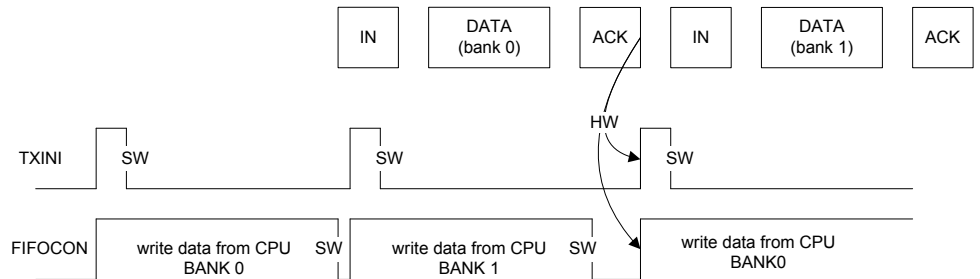 IN
DATA
(bank 0)
ACK
IN
DATA
(bank 1)
ACK
HW
TXINI
SW
SW
SW
FIFOCON
write data from CPU
BANK 0
SW
write data from CPU
BANK 1
SW
write data from CPU
BANK0